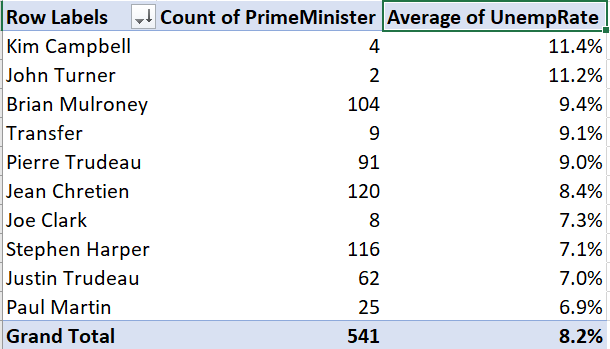 Row Labels Count of PrimeMinister Average of UnempRate
Kim Campbell 4 11.4%
John Turner 2 11.2%
Brian Mulroney 104 9.4%
Transfer 9 9.1%
Pierre Trudeau 91 9.0%
Jean Chretien 120 8.4%
Joe Clark 8 7.3%
Stephen Harper 116 7.1%
Justin Trudeau 62 7.0%
Paul Martin 25 6.9%
Grand Total 541 8.2%